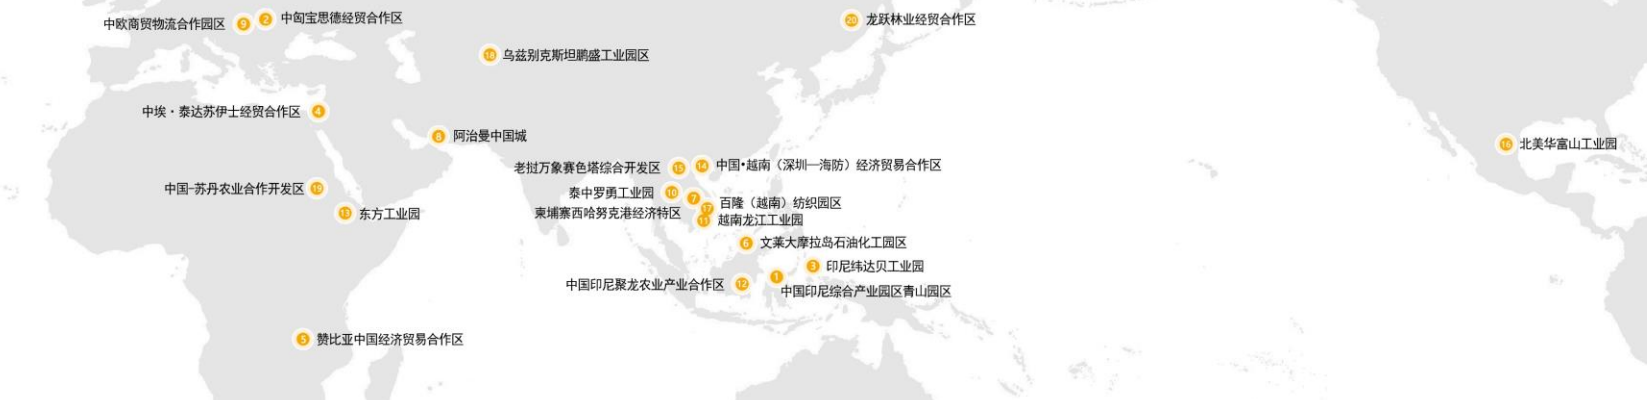 中欧商贸物流合作园区 9 2 中匈宝思德经贸合作区 20 龙跃林业经贸合作区
18 乌兹别克斯坦鹏盛工业园区
中埃·泰达苏伊士经贸合作区 4
8 阿治曼中国城 16 北美华富山工业园
老挝万象赛色塔综合开发区 15 14 中国•越南（深圳—海防）经济贸易合作区
中国-苏丹农业合作开发区 19 泰中罗勇工业园 10 7
17 百隆（越南）纺织园区
13 东方工业园 柬埔寨西哈努克港经济特区
11 越南龙江工业园
6 文莱大摩拉岛石油化工园区
3 印尼纬达贝工业园
中国印尼聚龙农业产业合作区 12 1
中国印尼综合产业园区青山园区
5 赞比亚中国经济贸易合作区